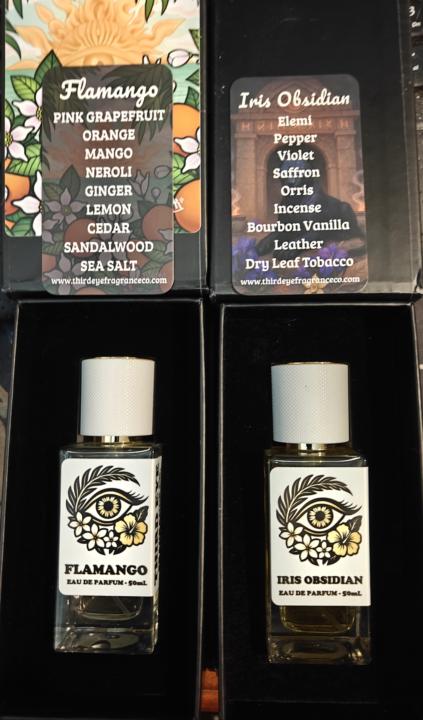 Flamango
PINK GRAPEFRUIT
ORANGE
MANGO
NEROLI
GINGER
LEMON
CEDAR
SANDALWOOD
SEA SALT
www.thirdeyefragranceco.com
Iris Obsidian
Elemi
Pepper
Violet
Saffron
Orris
Incense
Bourbon Vanilla
Leather
Dry Leaf Tobacco
www.thirdeyefragranceco.com
FLAMANGO
EAU DE PARFUM - 50mL
IRIS OBSIDIAN
EAU DE PARFUM - 50mL